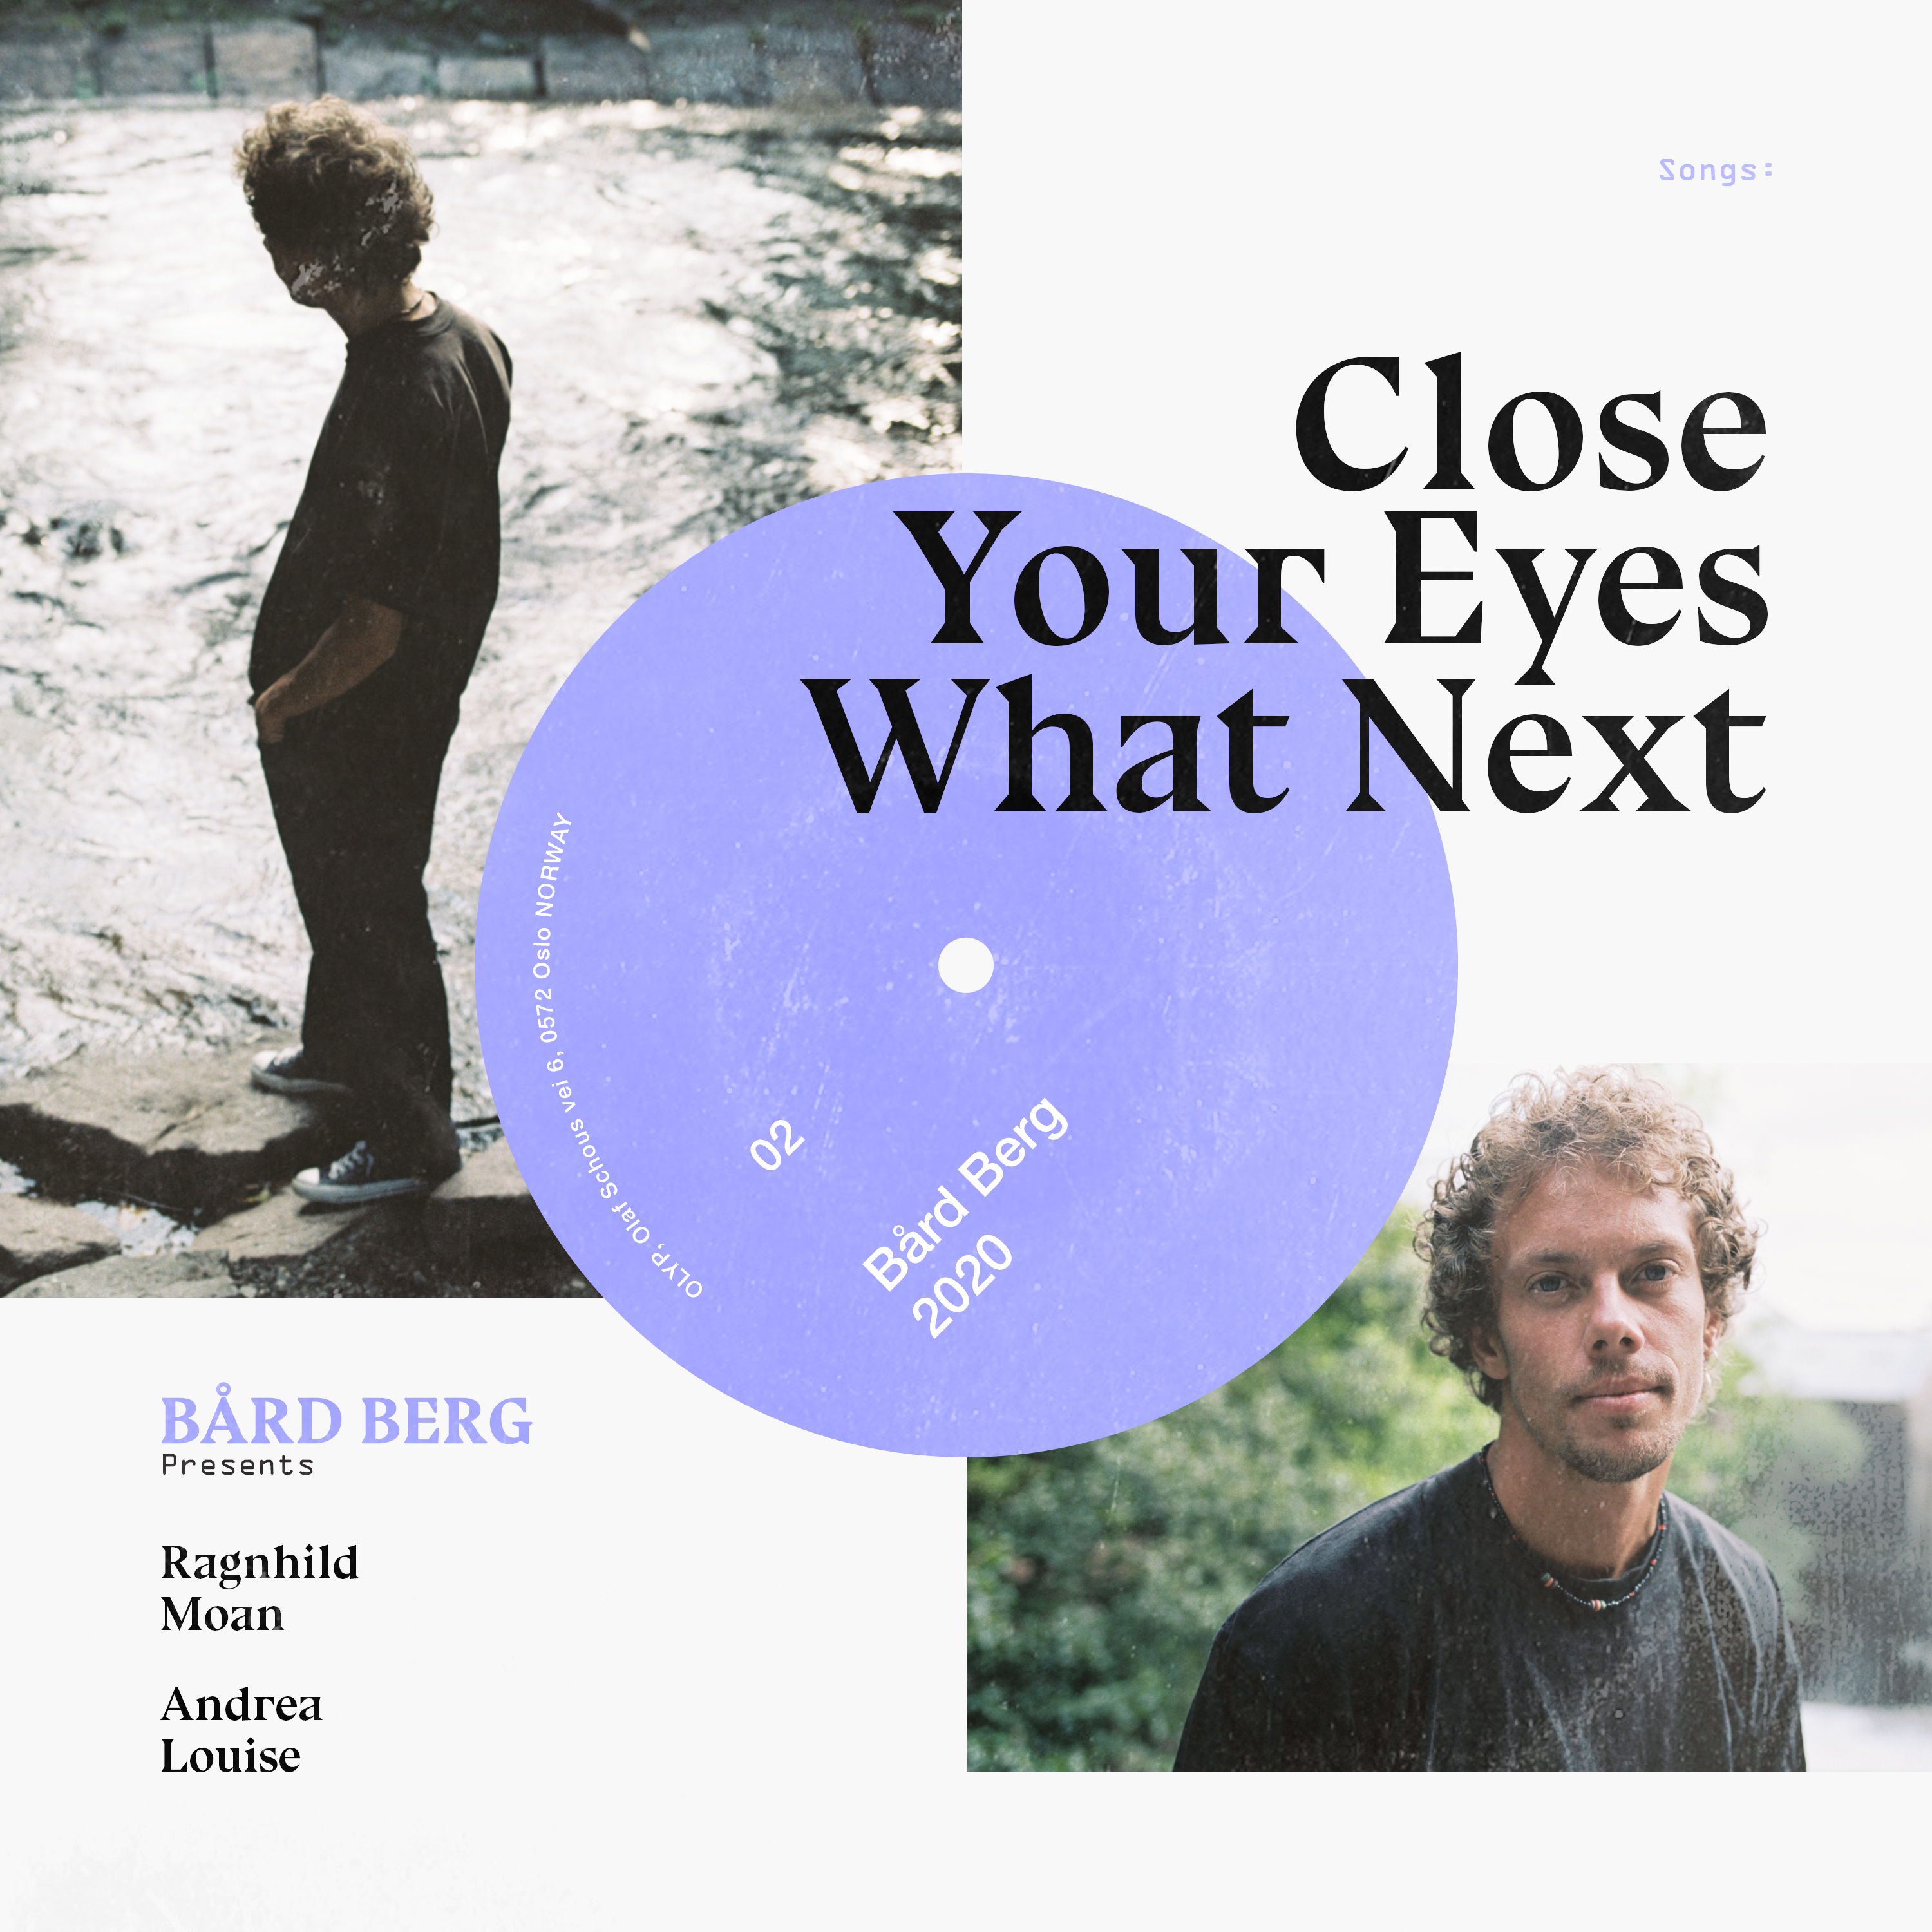 Songs:
Close
Your Eyes
What Next
OLYP, Olaf Schous vei 6, 0572 Oslo NORWAY
02
Bård Berg
2020
BÅRD BERG
Presents
Ragnhild
Moan
Andrea
Louise